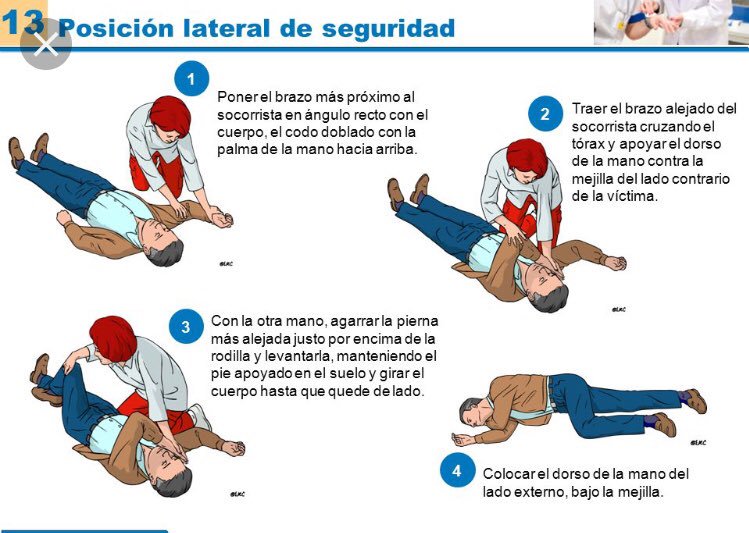 13 Posición lateral de seguridad
1
Poner el brazo más próximo al
socorrista en ángulo recto con el
cuerpo, el codo doblado con la
palma de la mano hacia arriba.
©EMC
2
Traer el brazo alejado del
socorrista cruzando el
tórax y apoyar el dorso
de la mano contra la
mejilla del lado contrario
de la víctima.
©EMC
3
Con la otra mano, agarrar la pierna
más alejada justo por encima de la
rodilla y levantarla, manteniendo el
pie apoyado en el suelo y girar el
cuerpo hasta que quede de lado.
©EMC
©EMC
4
Colocar el dorso de la mano del
lado externo, bajo la mejilla.